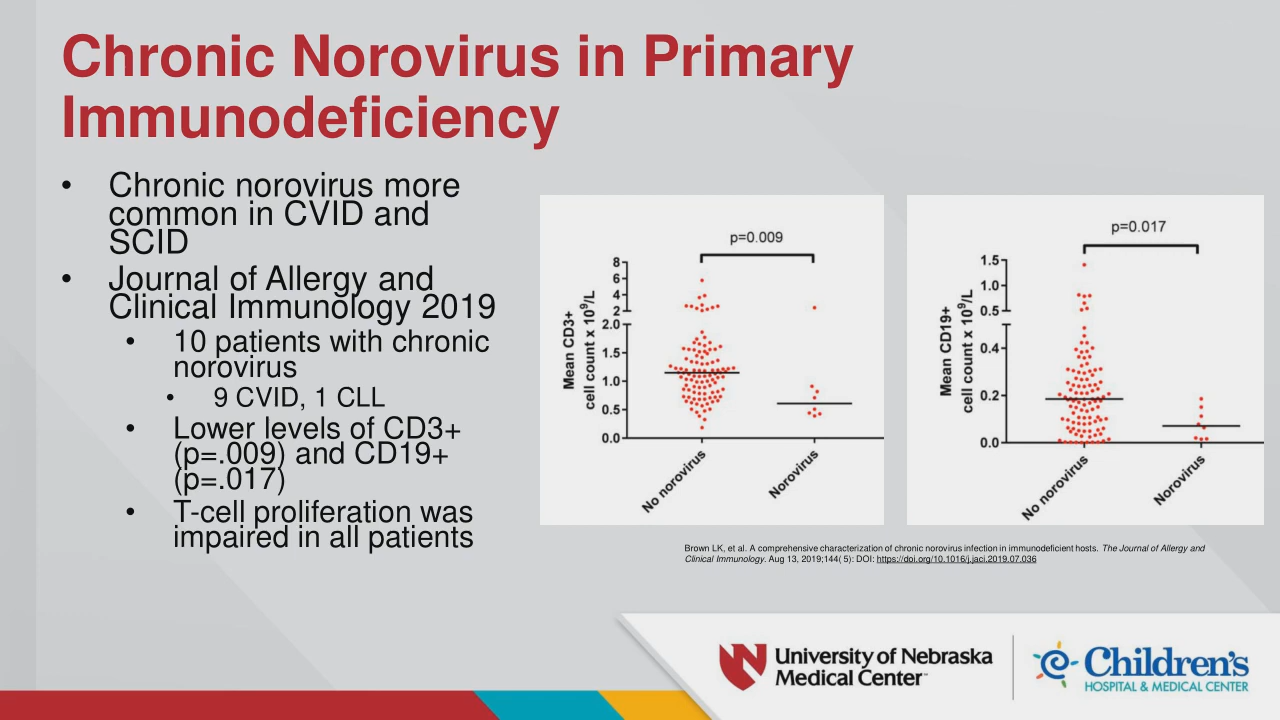 Chronic Norovirus in Primary
Immunodeficiency
• Chronic norovirus more
common in CVID and
SCID
• Journal of Allergy and
Clinical Immunology 2019
• 10 patients with chronic
norovirus
• 9 CVID, 1 CLL
• Lower levels of CD3+
(p=.009) and CD19+
(p=.017)
• T-cell proliferation was
impaired in all patients
p=0.009
Mean CD3+
cell count x 10⁹/L
8
6
4
2
2.0
1.5
1.0
0.5
0.0
No norovirus
Norovirus
p=0.017
Mean CD19+
cell count x 10⁹/L
1.5
1.0
0.5
0.4
0.2
0.0
No norovirus
Norovirus
Brown LK, et al. A comprehensive characterization of chronic norovirus infection in immunodeficient hosts. The Journal of Allergy and
Clinical Immunology. Aug 13, 2019;144( 5): DOI: https://doi.org/10.1016/j.jaci.2019.07.036
N
University of Nebraska
Medical Center™
Children's
HOSPITAL & MEDICAL CENTER